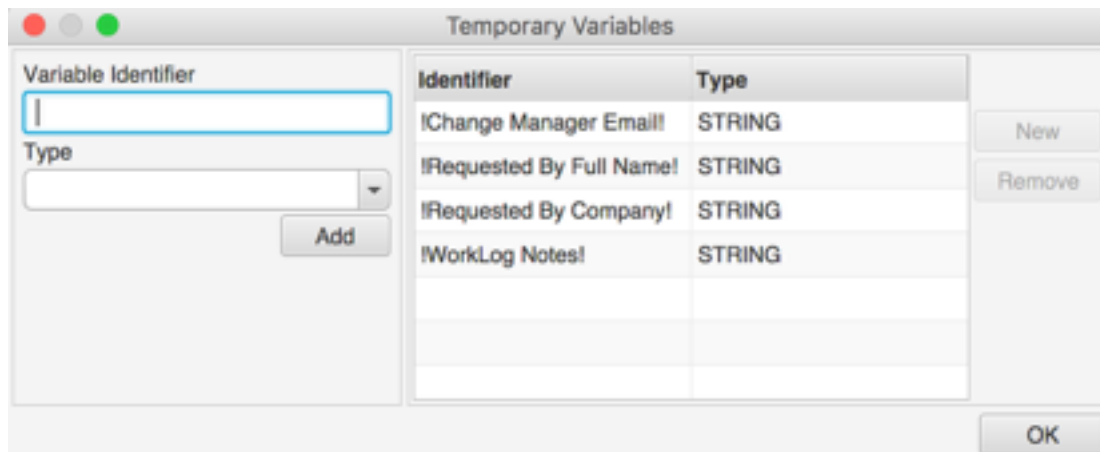 Temporary Variables
Variable Identifier
Type
Add
Identifier Type
!Change Manager Email! STRING
!Requested By Full Name! STRING
!Requested By Company! STRING
!WorkLog Notes! STRING
New
Remove
OK